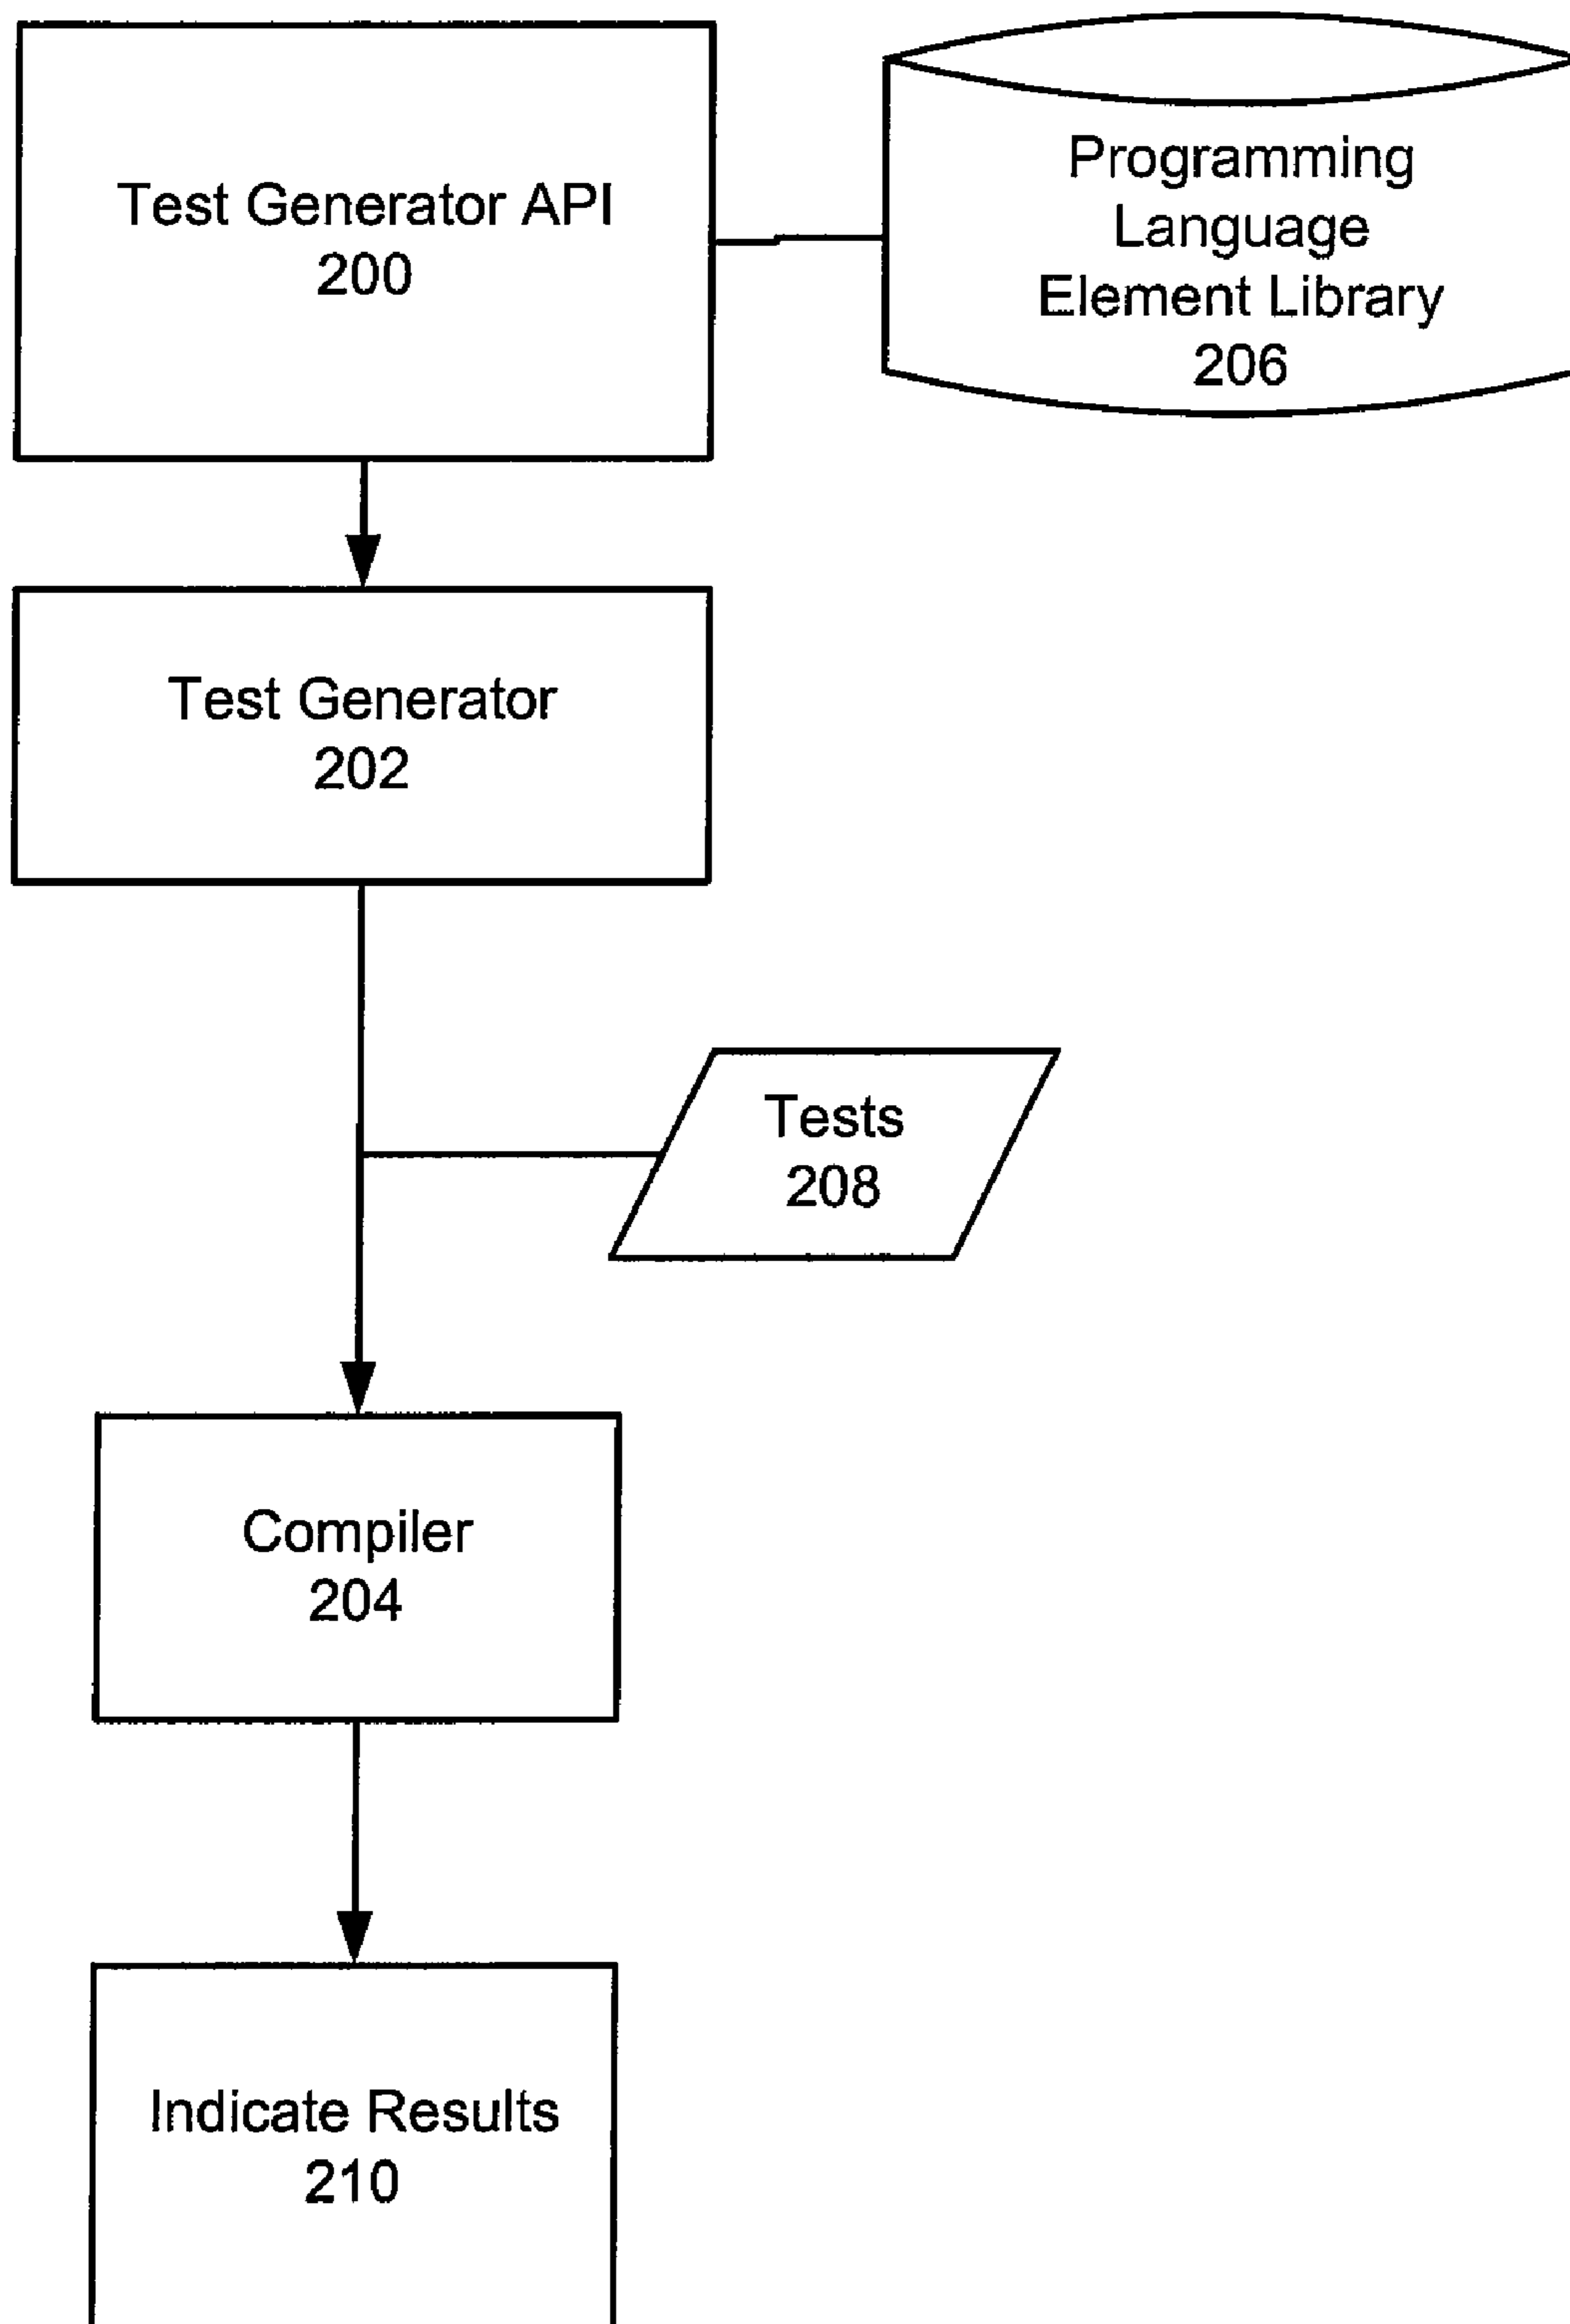 Test Generator API
200
Programming
Language
Element Library
206
Test Generator
202
Tests
208
Compiler
204
Indicate Results
210